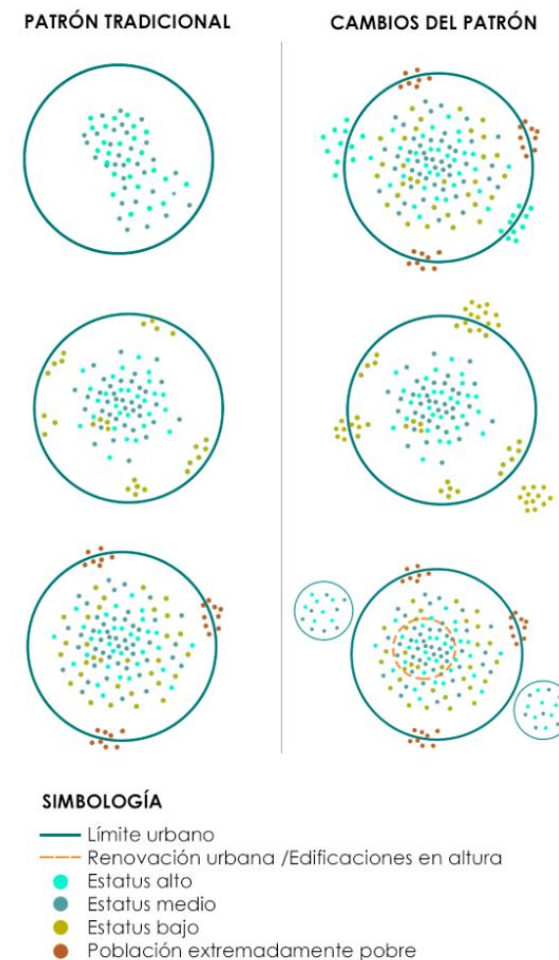 PATRÓN TRADICIONAL
CAMBIOS DEL PATRÓN
SIMBOLOGÍA
Límite urbano
Renovación urbana /Edificaciones en altura
Estatus alto
Estatus medio
Estatus bajo
Población extremadamente pobre